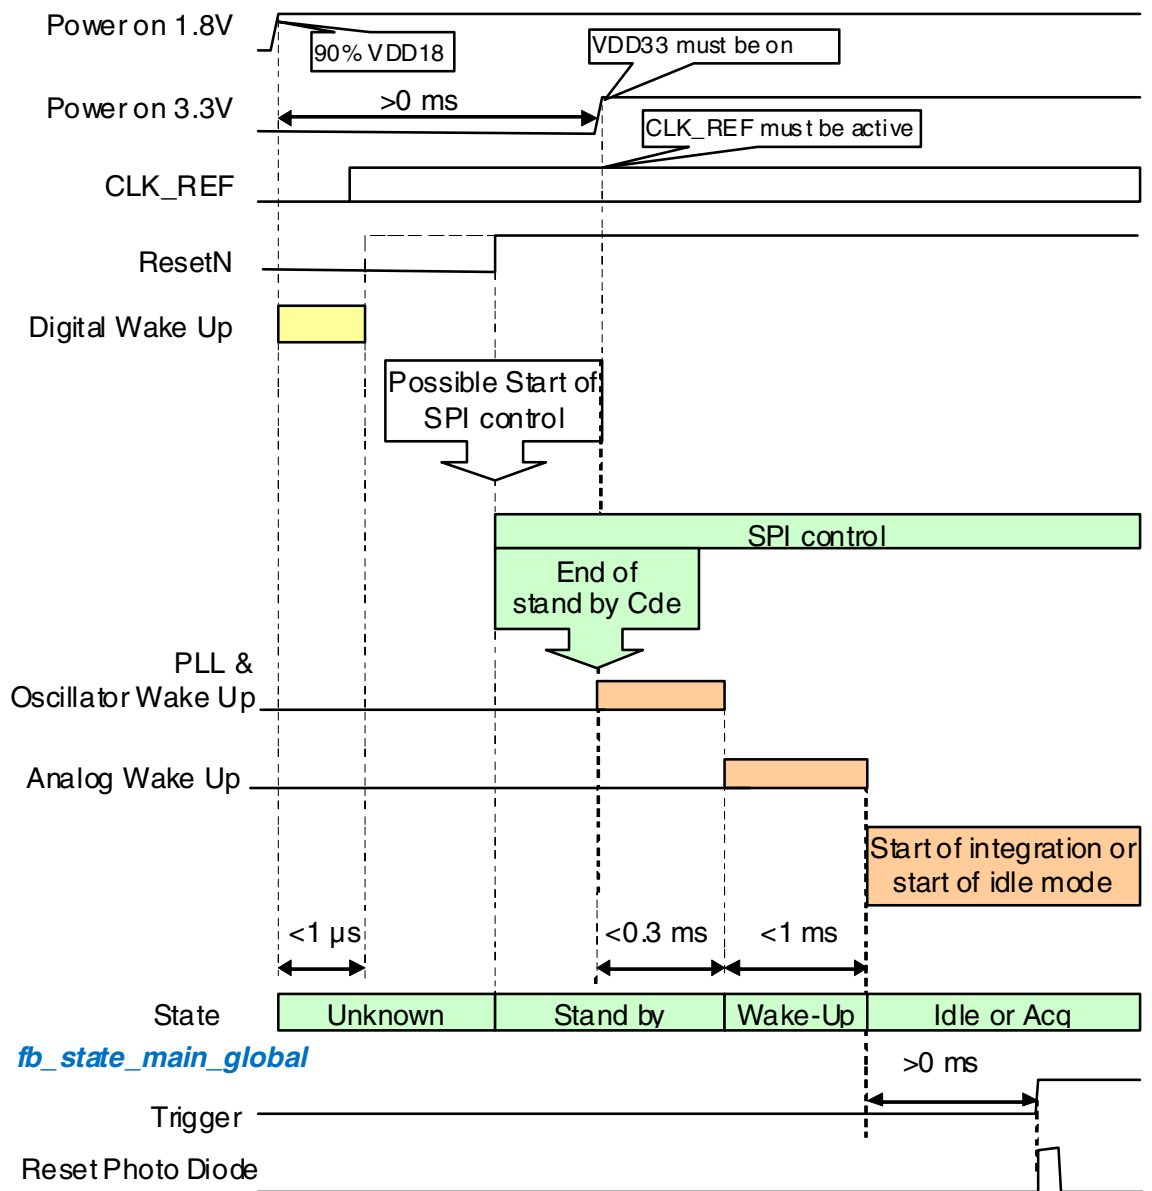 Power on 1.8V
90% VDD18
VDD33 must be on
Power on 3.3V
>0 ms
CLK_REF must be active
CLK_REF
ResetN
Digital Wake Up
Possible Start of
SPI control
SPI control
End of
stand by Cde
PLL &
Oscillator Wake Up
Analog Wake Up
Start of integration or
start of idle mode
<1 µs
<0.3 ms
<1 ms
State
Unknown
Stand by
Wake-Up
Idle or Acq
fb_state_main_global
>0 ms
Trigger
Reset Photo Diode